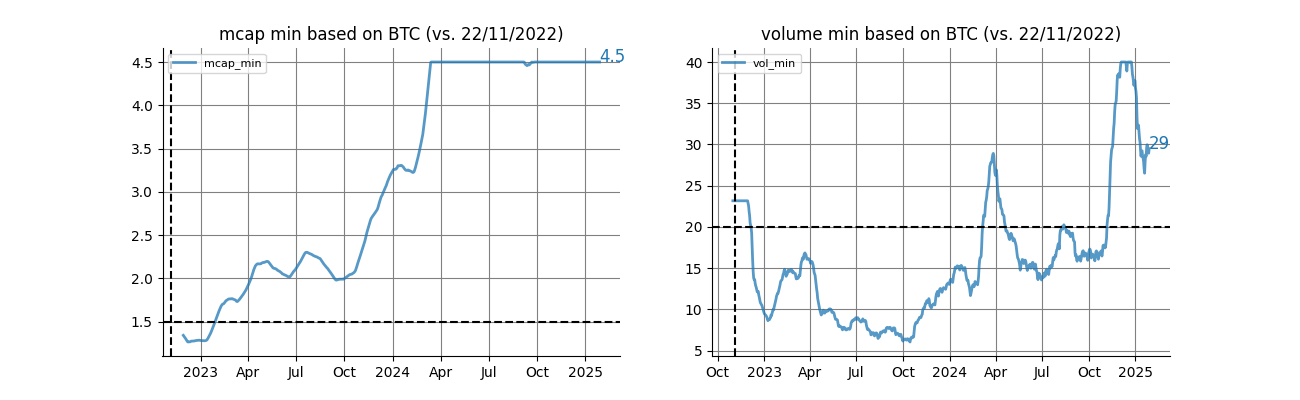 mcap min based on BTC (vs. 22/11/2022)
mcap_min
4.5
4.5
4.0
3.5
3.0
2.5
2.0
1.5
2023 Apr Jul Oct 2024 Apr Jul Oct 2025
volume min based on BTC (vs. 22/11/2022)
vol_min
29
40
35
30
25
20
15
10
5
Oct 2023 Apr Jul Oct 2024 Apr Jul Oct 2025